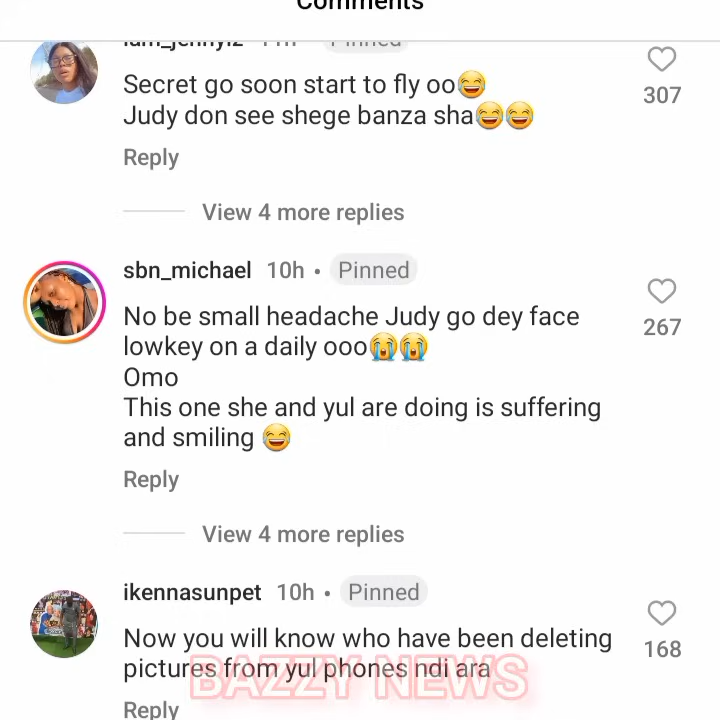 Comments
iam_jennyl2 11h Pinned
Secret go soon start to fly oo😂
Judy don see shege banza sha😂😂
307
Reply
View 4 more replies
sbn_michael 10h • Pinned
No be small headache Judy go dey face
lowkey on a daily ooo😭😭
Omo
This one she and yul are doing is suffering
and smiling 😂
267
Reply
View 4 more replies
ikennasunpet 10h • Pinned
Now you will know who have been deleting
pictures from yul phones ndi ara
168
BAZZY NEWS
Reply